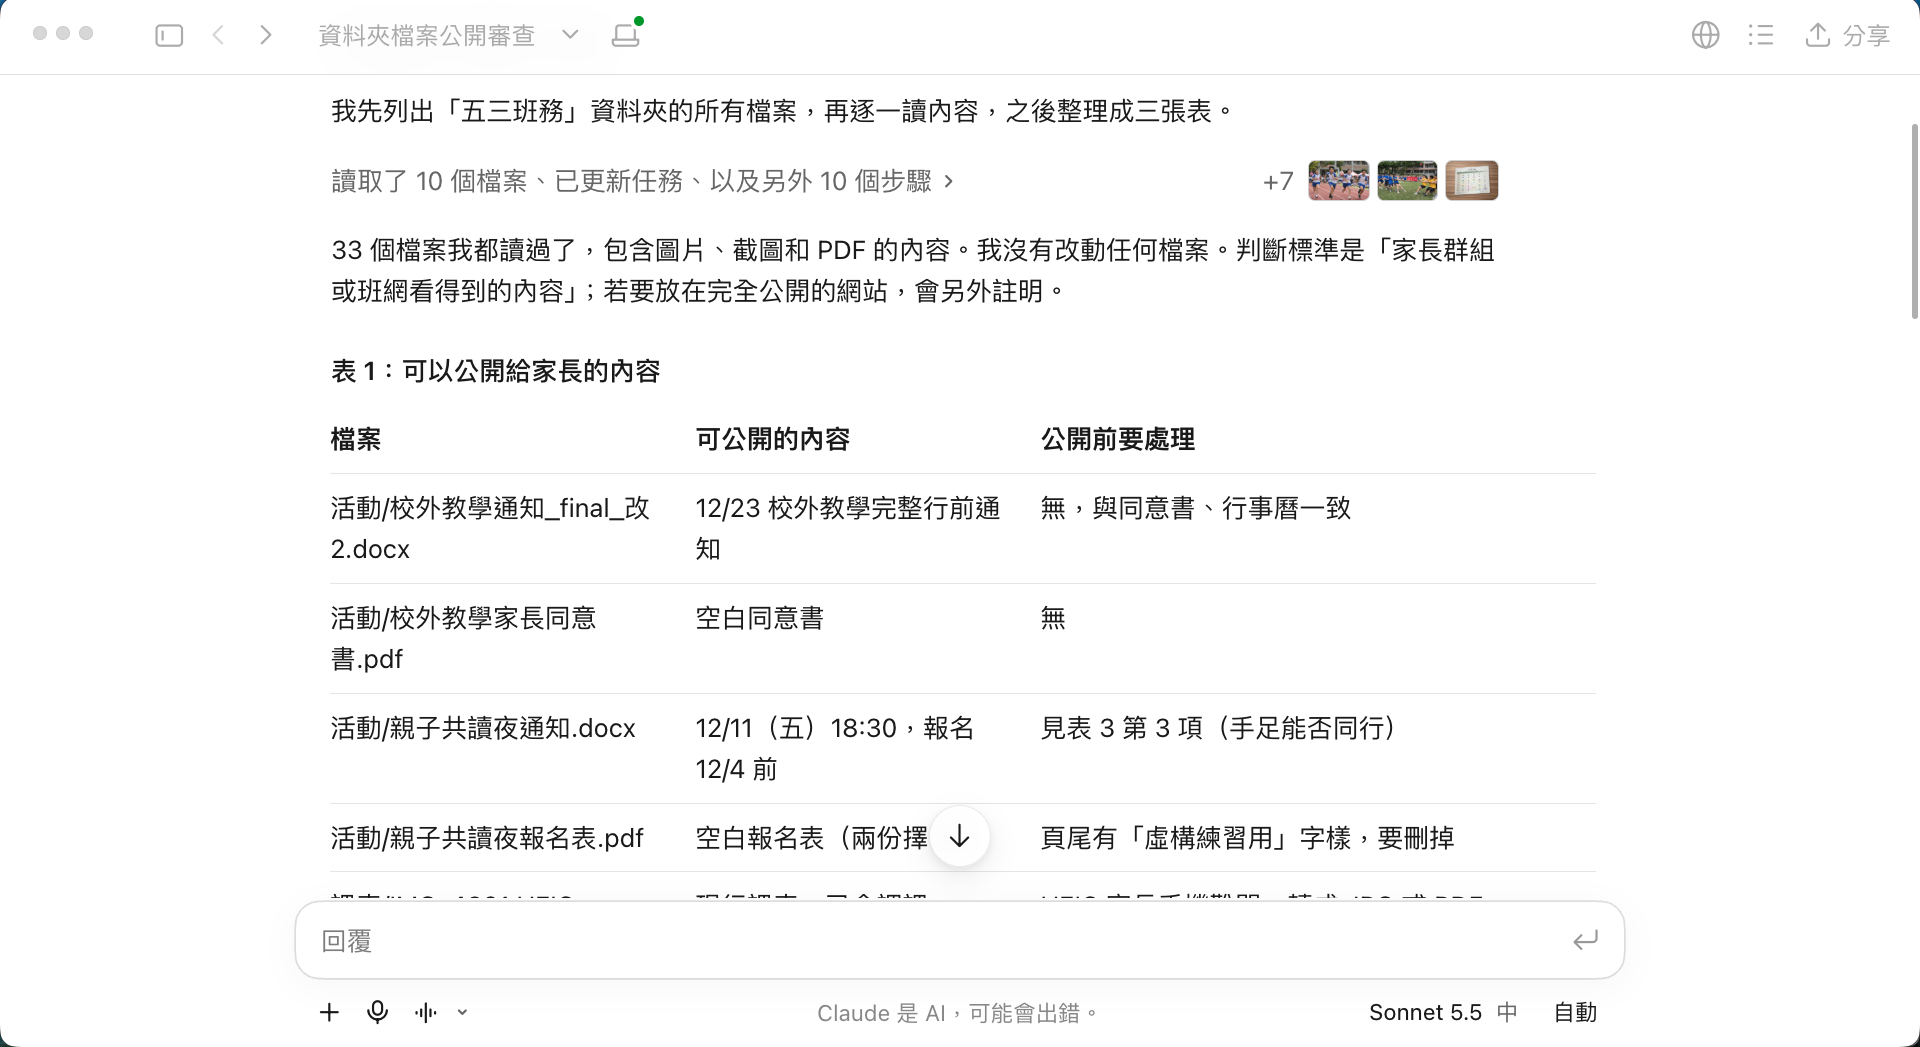 資料夾檔案公開審查
分享
我先列出「五三班務」資料夾的所有檔案，再逐一讀內容，之後整理成三張表。
讀取了 10 個檔案、已更新任務、以及另外 10 個步驟
+7
33 個檔案我都讀過了，包含圖片、截圖和 PDF 的內容。我沒有改動任何檔案。判斷標準是「家長群組
或班網看得到的內容」；若要放在完全公開的網站，會另外註明。
表 1：可以公開給家長的內容
檔案 可公開的內容 公開前要處理
活動/校外教學通知_final_改 12/23 校外教學完整行前通 無，與同意書、行事曆一致
2.docx 知
活動/校外教學家長同意 空白同意書 無
書.pdf
活動/親子共讀夜通知.docx 12/11（五）18:30，報名 見表 3 第 3 項（手足能否同行）
12/4 前
活動/親子共讀夜報名表.pdf 空白報名表（兩份擇 頁尾有「虛構練習用」字樣，要刪掉
回覆
Claude 是 AI，可能會出錯。
Sonnet 5.5 中 自動